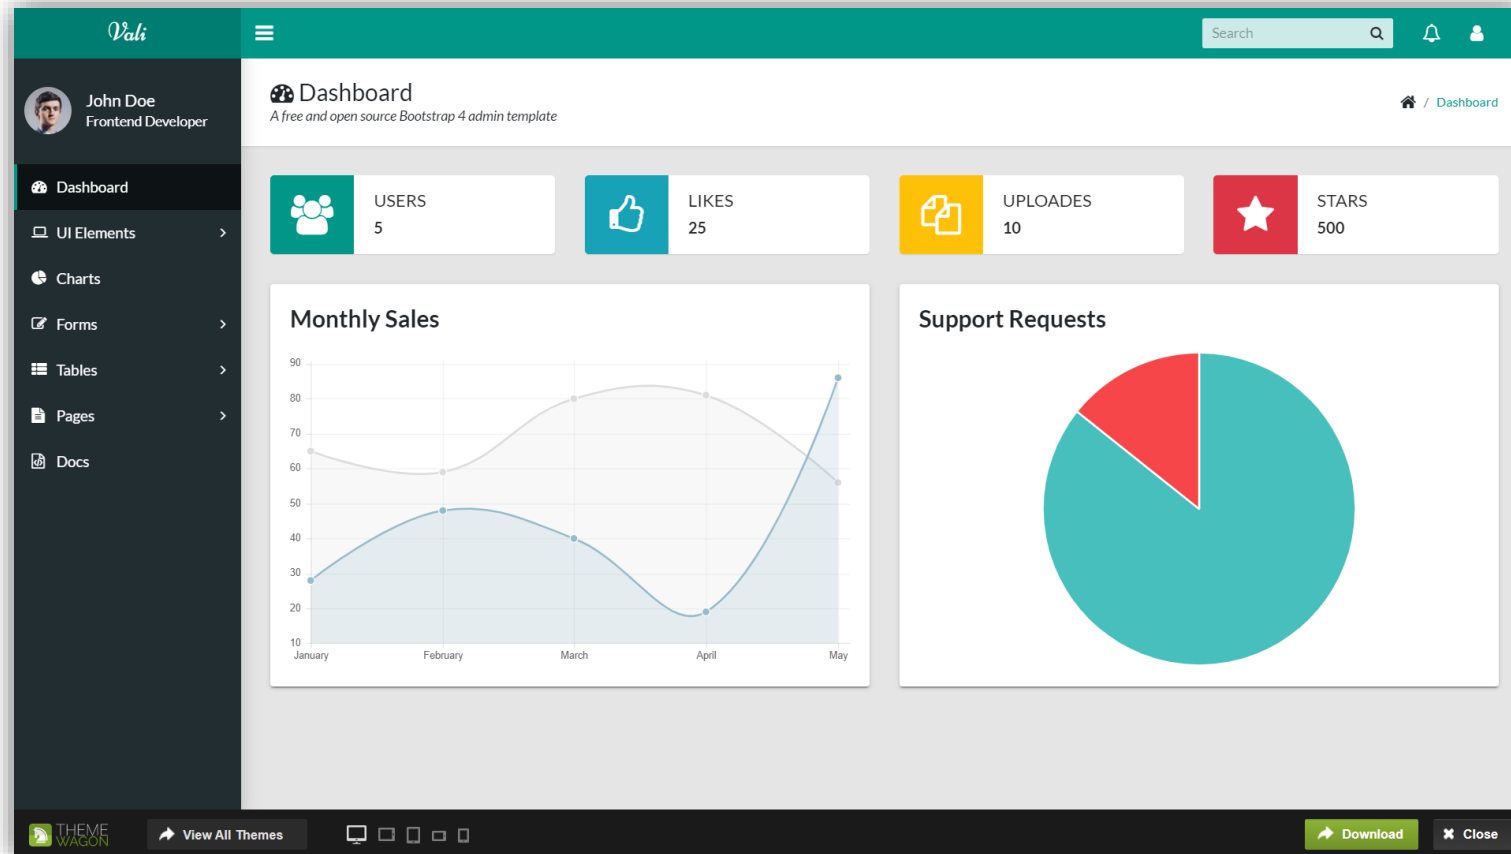 Vali
Search
John Doe
Frontend Developer
Dashboard
A free and open source Bootstrap 4 admin template
/ Dashboard
Dashboard
UI Elements
Charts
Forms
Tables
Pages
Docs
USERS
5
LIKES
25
UPLOADES
10
STARS
500
Monthly Sales
90
80
70
60
50
40
30
20
10
January February March April May
Support Requests
THEME
WAGON
View All Themes
Download
Close